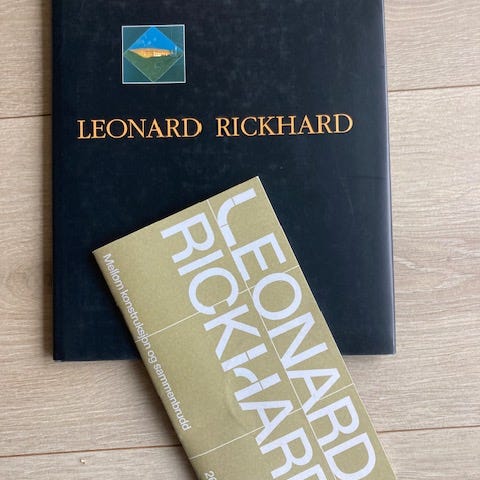 LEONARD RICKHARD
LEONARD
RICKHARD
Mellom konstruksjon og sammenbrudd